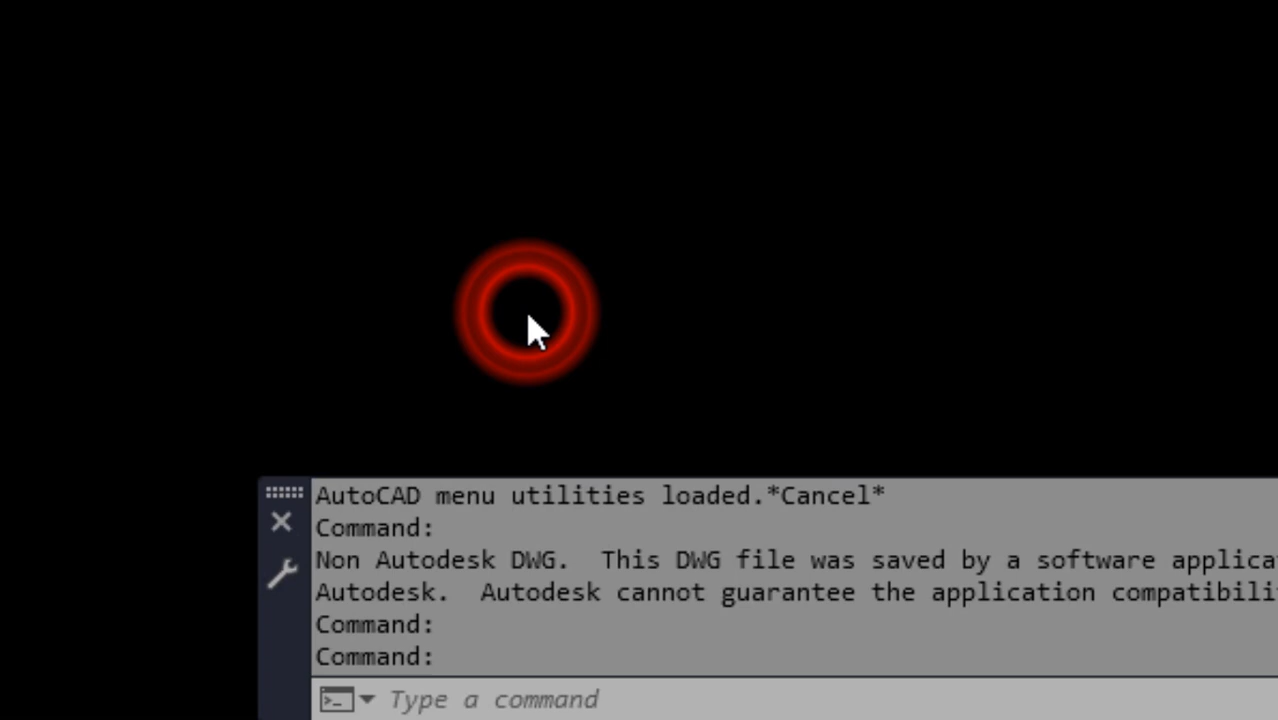 AutoCAD menu utilities loaded.*Cancel*
Command:
Non Autodesk DWG.  This DWG file was saved by a software applica
Autodesk.  Autodesk cannot guarantee the application compatibili
Command:
Command:
Type a command